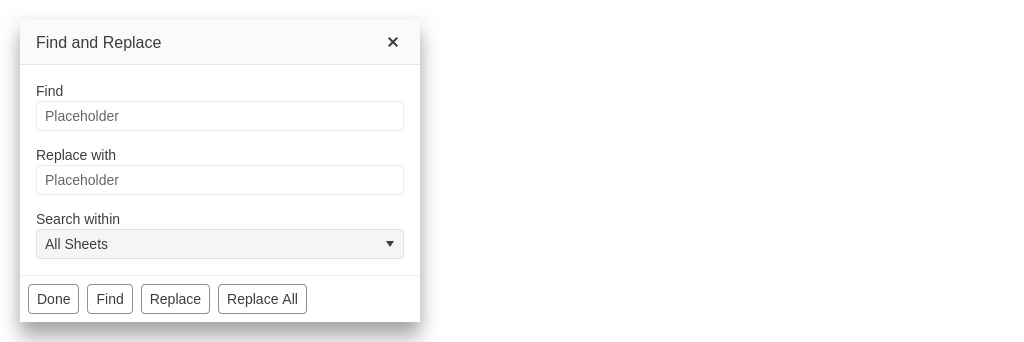 Find and Replace
Find
Placeholder
Replace with
Placeholder
Search within
All Sheets
Done Find Replace Replace All